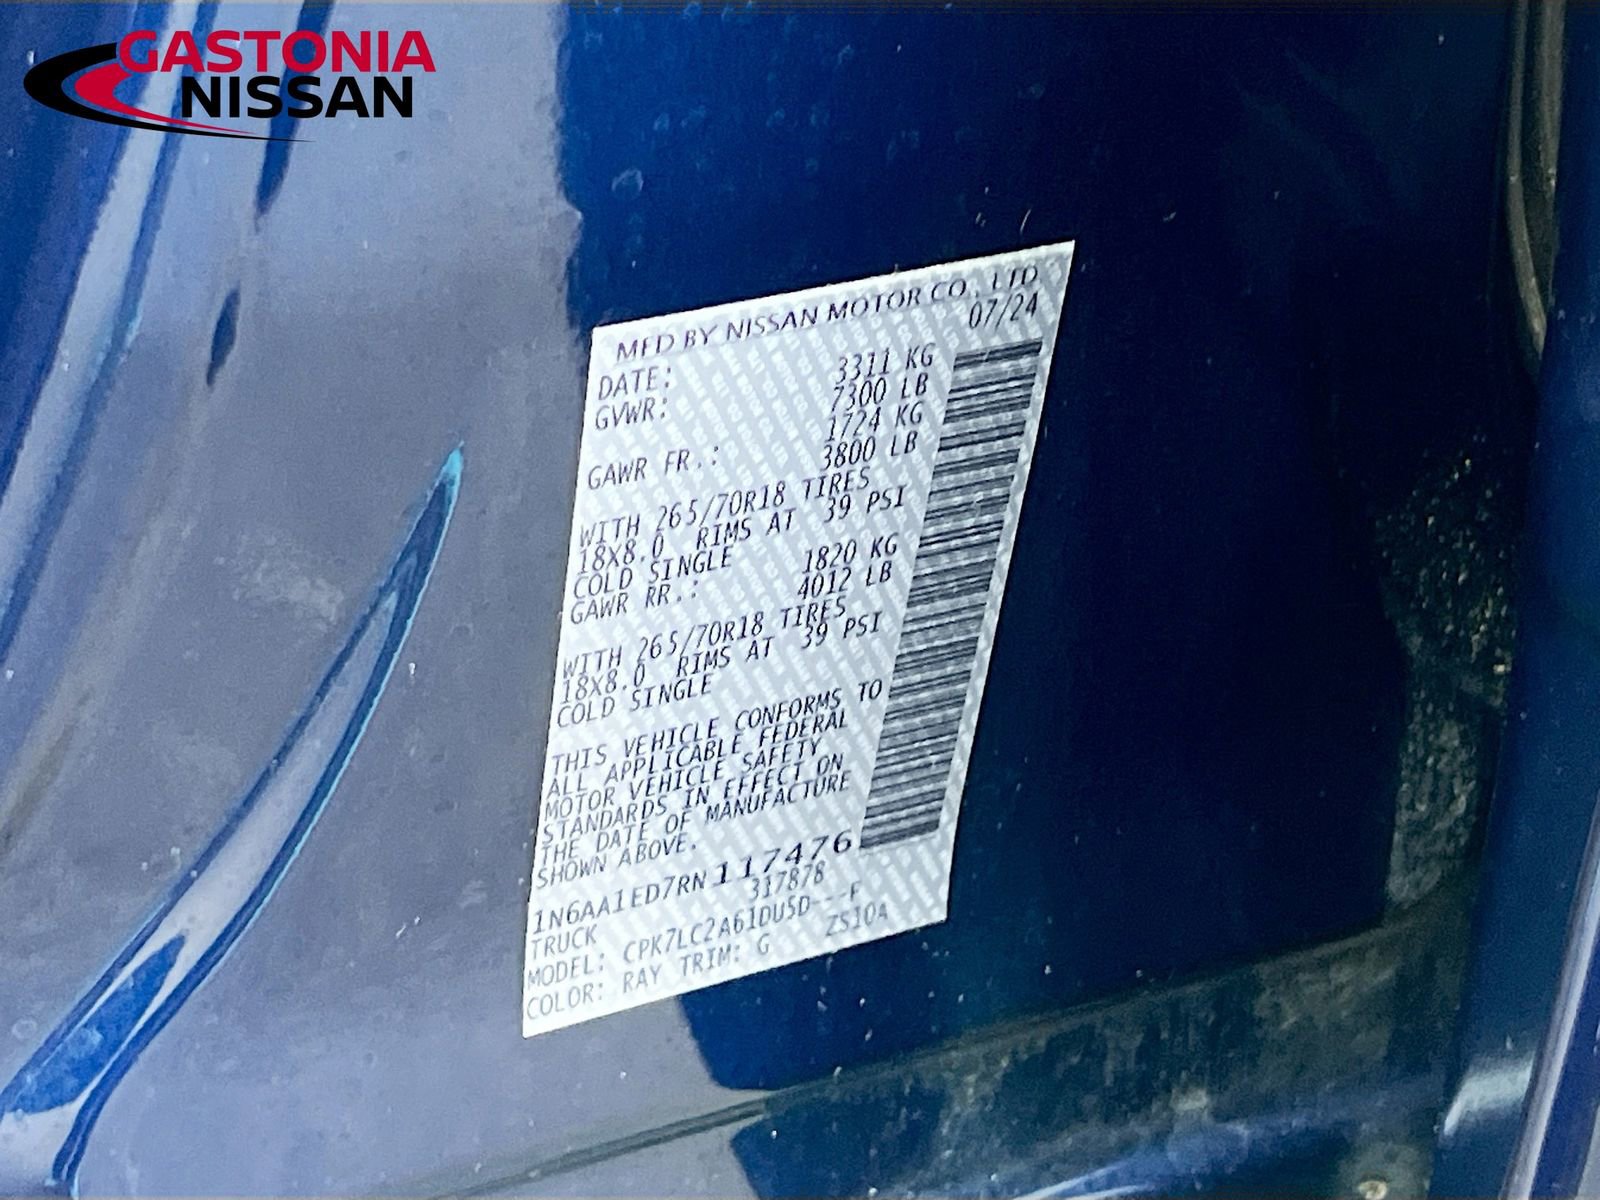 GASTONIA
NISSAN
MFD BY NISSAN MOTOR CO., LTD
DATE: 07/24
GVWR: 3311 KG
7300 LB
GAWR FR.: 1724 KG
3800 LB
WITH 265/70R18 TIRES
18X8.0 RIMS AT 39 PSI
COLD SINGLE
GAWR RR.: 1820 KG
4012 LB
WITH 265/70R18 TIRES
18X8.0 RIMS AT 39 PSI
COLD SINGLE
THIS VEHICLE CONFORMS TO
ALL APPLICABLE FEDERAL
MOTOR VEHICLE SAFETY
STANDARDS IN EFFECT ON
THE DATE OF MANUFACTURE
SHOWN ABOVE.
1N6AA1ED7RN117476
TRUCK 317878
MODEL: CPK7LC2A61DU5D---F
COLOR: RAY TRIM: G ZS10A